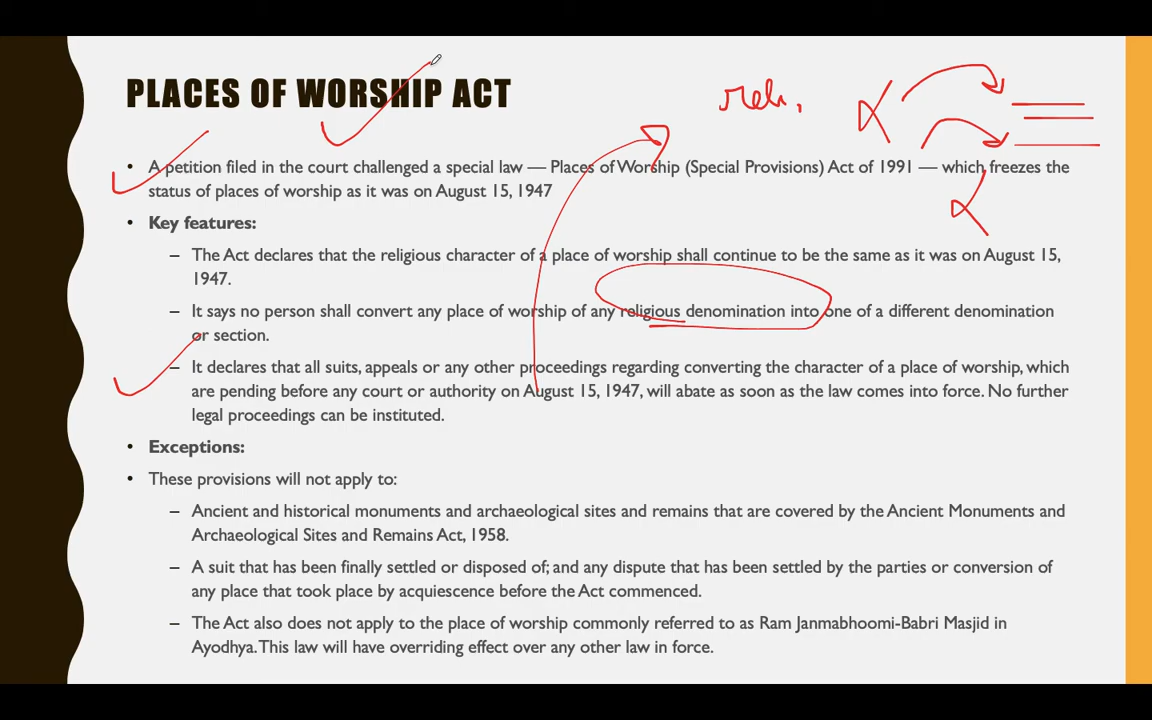 PLACES OF WORSHIP ACT
• A petition filed in the court challenged a special law — Places of Worship (Special Provisions) Act of 1991 — which freezes the
status of places of worship as it was on August 15, 1947
• Key features:
– The Act declares that the religious character of a place of worship shall continue to be the same as it was on August 15,
1947.
– It says no person shall convert any place of worship of any religious denomination into one of a different denomination
or section.
– It declares that all suits, appeals or any other proceedings regarding converting the character of a place of worship, which
are pending before any court or authority on August 15, 1947, will abate as soon as the law comes into force. No further
legal proceedings can be instituted.
• Exceptions:
• These provisions will not apply to:
– Ancient and historical monuments and archaeological sites and remains that are covered by the Ancient Monuments and
Archaeological Sites and Remains Act, 1958.
– A suit that has been finally settled or disposed of; and any dispute that has been settled by the parties or conversion of
any place that took place by acquiescence before the Act commenced.
– The Act also does not apply to the place of worship commonly referred to as Ram Janmabhoomi-Babri Masjid in
Ayodhya. This law will have overriding effect over any other law in force.